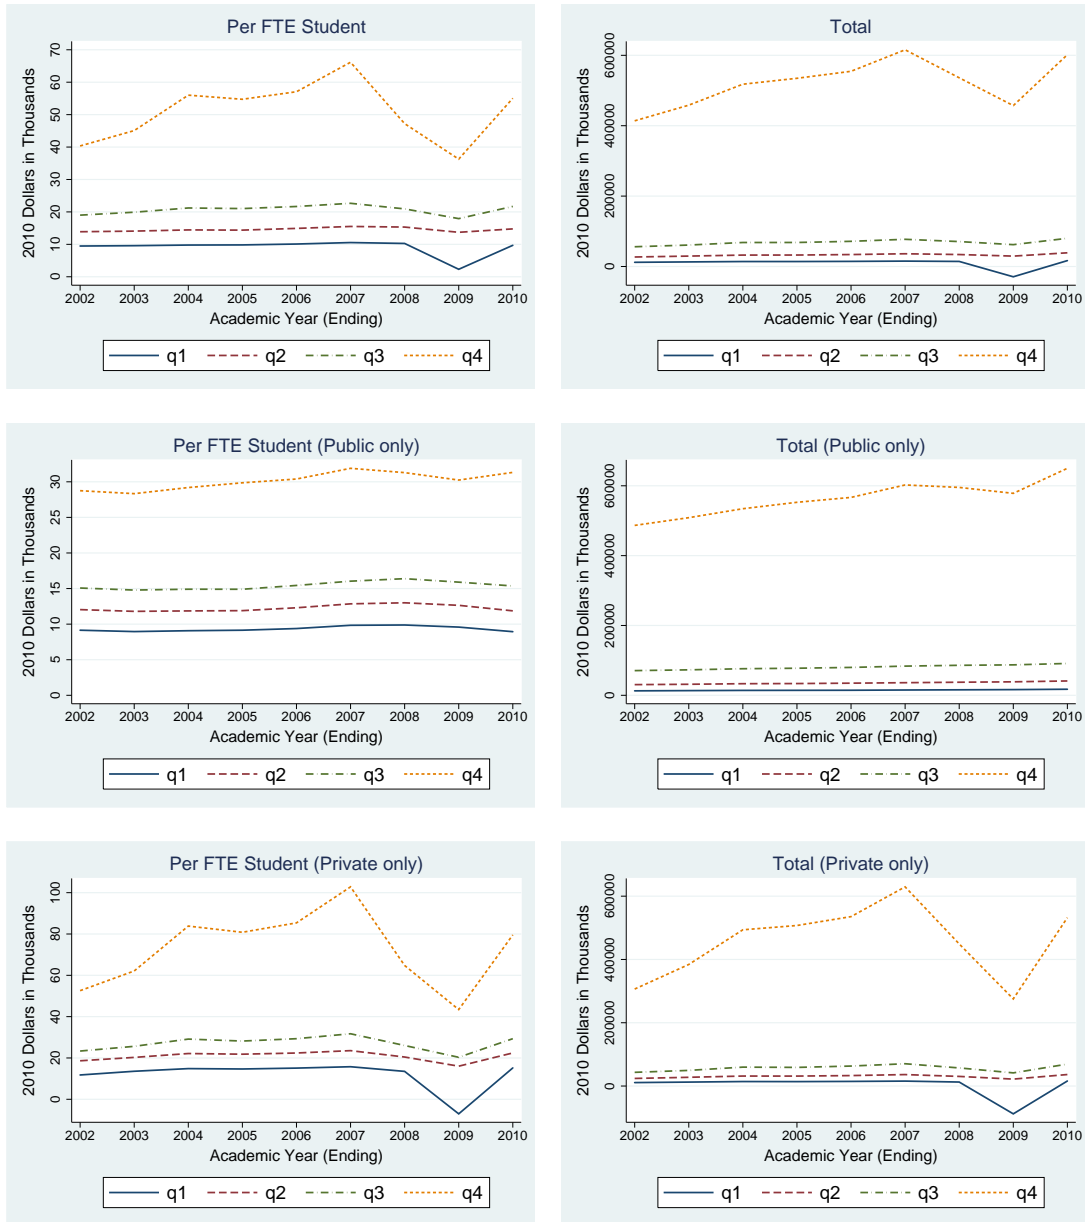 Per FTE Student
2010 Dollars in Thousands
70
60
50
40
30
20
10
0
2002 2003 2004 2005 2006 2007 2008 2009 2010
Academic Year (Ending)
q1 q2 q3 q4
Total
2010 Dollars in Thousands
600000
400000
200000
0
2002 2003 2004 2005 2006 2007 2008 2009 2010
Academic Year (Ending)
q1 q2 q3 q4
Per FTE Student (Public only)
2010 Dollars in Thousands
30
25
20
15
10
5
0
2002 2003 2004 2005 2006 2007 2008 2009 2010
Academic Year (Ending)
q1 q2 q3 q4
Total (Public only)
2010 Dollars in Thousands
600000
400000
200000
0
2002 2003 2004 2005 2006 2007 2008 2009 2010
Academic Year (Ending)
q1 q2 q3 q4
Per FTE Student (Private only)
2010 Dollars in Thousands
100
80
60
40
20
0
2002 2003 2004 2005 2006 2007 2008 2009 2010
Academic Year (Ending)
q1 q2 q3 q4
Total (Private only)
2010 Dollars in Thousands
600000
400000
200000
0
2002 2003 2004 2005 2006 2007 2008 2009 2010
Academic Year (Ending)
q1 q2 q3 q4